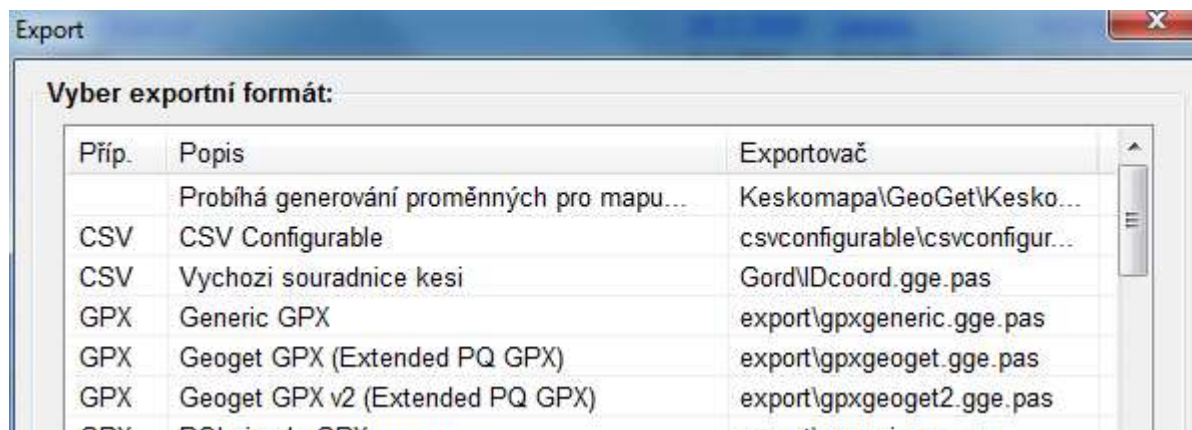 Export
Vyber exportní formát:
Příp. Popis Exportovač
Probíhá generování proměnných pro mapu... Keskomapa\GeoGet\Kesko...
CSV CSV Configurable csvconfigurable\csvconfigur...
CSV Vychozi souradnice kesi Gord\IDcoord.gge.pas
GPX Generic GPX export\gpxgeneric.gge.pas
GPX Geoget GPX (Extended PQ GPX) export\gpxgeoget.gge.pas
GPX Geoget GPX v2 (Extended PQ GPX) export\gpxgeoget2.gge.pas